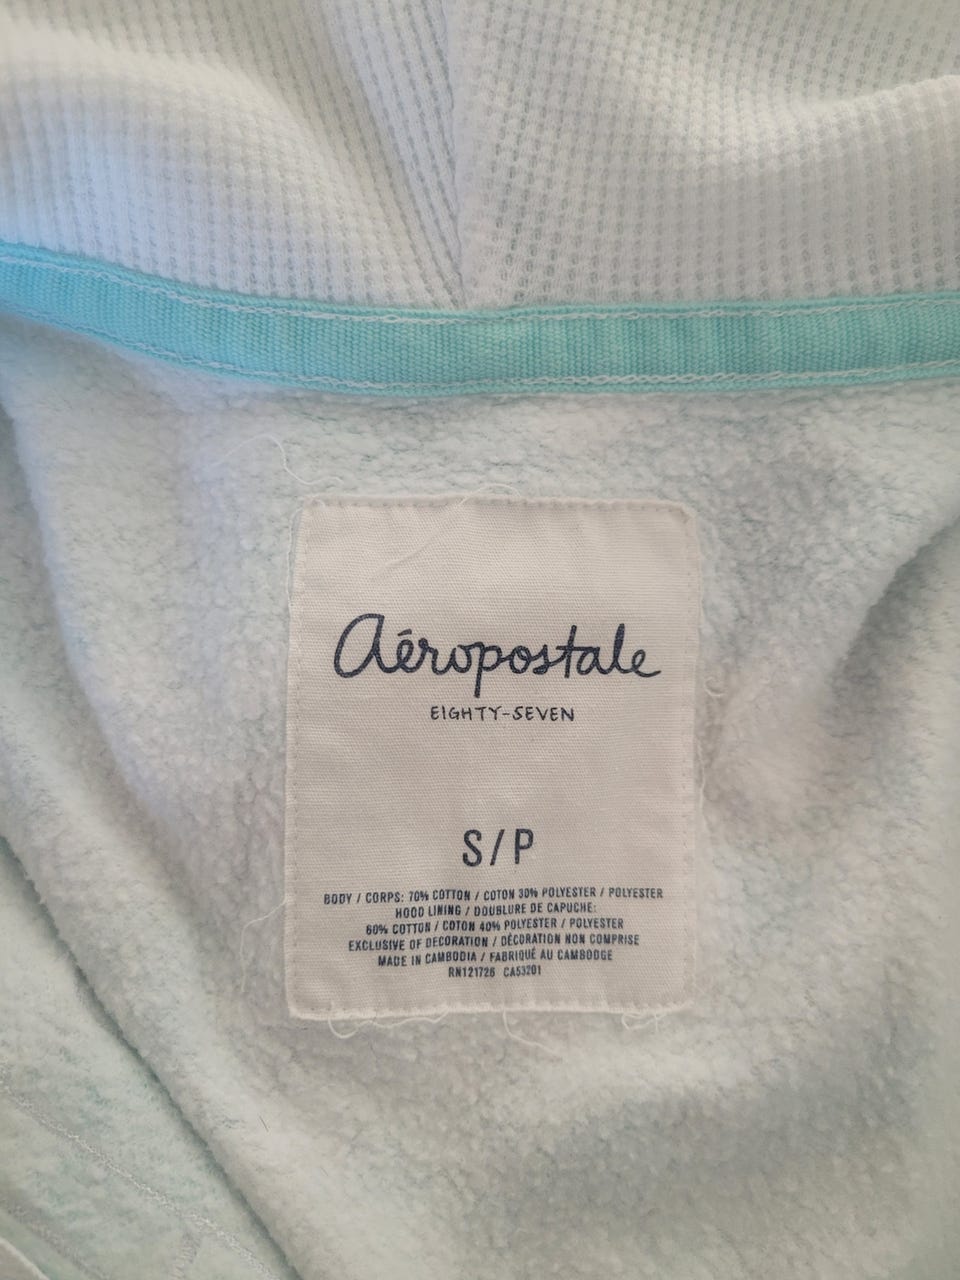 Aéropostale
EIGHTY-SEVEN
S/P
BODY / CORPS: 70% COTTON / COTON 30% POLYESTER / POLYESTER
HOOD LINING / DOUBLURE DE CAPUCHE:
60% COTTON / COTON 40% POLYESTER / POLYESTER
EXCLUSIVE OF DECORATION / DÉCORATION NON COMPRISE
MADE IN CAMBODIA / FABRIQUÉ AU CAMBODGE
RN121726 CA53201